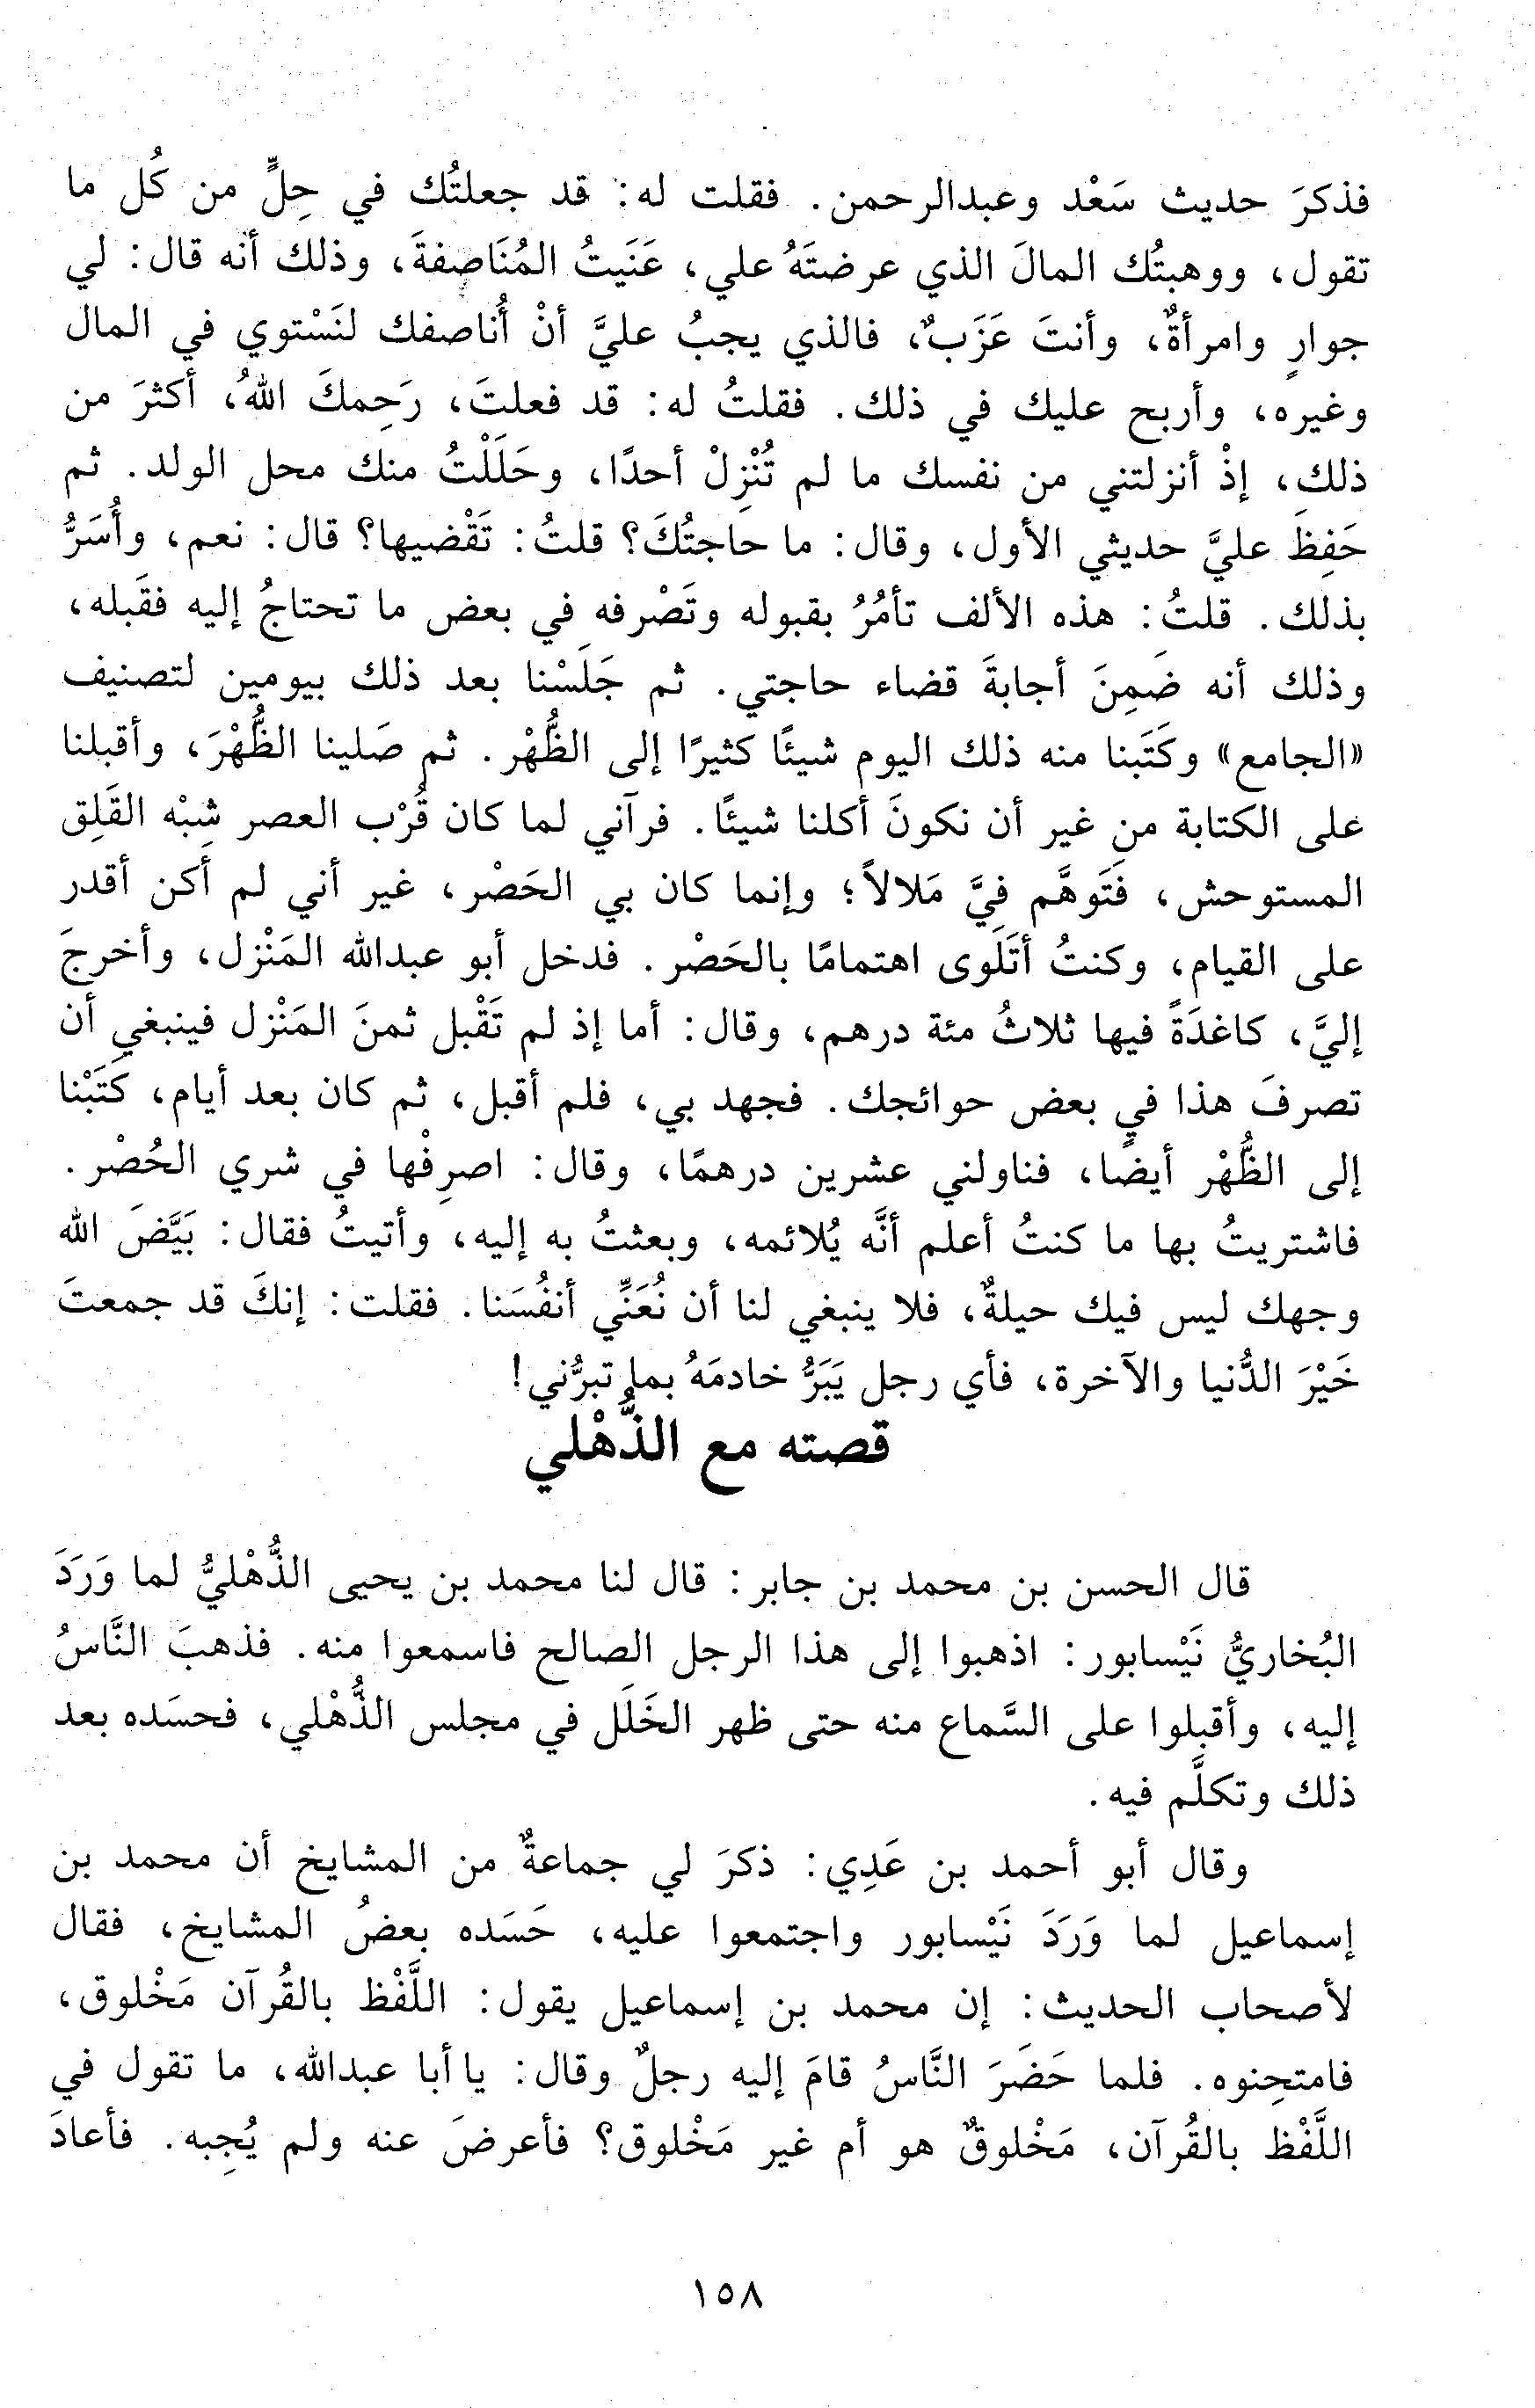 فذكرَ حديث سَعْد وعبدالرحمن. فقلت له: قد جعلتُك في حِلٍّ من كُل ما
تقول، ووهبتُك المالَ الذي عرضتَهُ علي، عَنَيتُ المُنَاصِفةَ، وذلك أنه قال: لي
جوارٍ وامرأةٌ، وأنتَ عَزَبٌ، فالذي يجبُ عليَّ أنْ أُناصفك لنَسْتوي في المال
وغيره، وأربح عليك في ذلك. فقلتُ له: قد فعلتَ، رَحِمكَ اللهُ، أكثرَ من
ذلك، إذْ أنزلتني من نفسك ما لم تُنْزِلْ أحدًا، وحَلَلْتُ منك محل الولد. ثم
حَفِظَ عليَّ حديثي الأول، وقال: ما حاجتُكَ؟ قلتُ: تَقْضيها؟ قال: نعم، وأُسَرُّ
بذلك. قلتُ: هذه الألف تأمُرُ بقبوله وتَصْرفه في بعض ما تحتاجُ إليه فقَبِله،
وذلك أنه ضَمِنَ أجابةَ قضاء حاجتي. ثم جَلَسْنا بعد ذلك بيومين لتصنيف
«الجامع» وكَتَبنا منه ذلك اليوم شيئًا كثيرًا إلى الظُّهْر. ثم صَلينا الظُّهْرَ، وأقبلنا
على الكتابة من غير أن نكونَ أكلنا شيئًا. فرآني لما كان قُرْب العصر شِبْه القَلِق
المستوحش، فَتَوهَّم فِيَّ مَلالاً؛ وإنما كان بي الحَصْر، غير أني لم أكن أقدر
على القيام، وكنتُ أتَلَوى اهتمامًا بالحَصْر. فدخل أبو عبدالله المَنْزل، وأخرجَ
إليَّ، كاغدَةً فيها ثلاثُ مئة درهم، وقال: أما إذ لم تَقْبل ثمنَ المَنْزل فينبغي أن
تصرفَ هذا في بعض حوائجك. فجهد بي، فلم أقبل، ثم كان بعد أيام، كَتَبْنا
إلى الظُّهْر أيضًا، فناولني عشرين درهمًا، وقال: اصرِفْها في شري الخُضْر.
فاشتريتُ بها ما كنتُ أعلم أنَّه يُلائمه، وبعثتُ به إليه، وأتيتُ فقال: بَيَّضَ الله
وجهك ليس فيك حيلةٌ، فلا ينبغي لنا أن نُعَنِّي أنفُسَنا. فقلت: إنكَ قد جمعتَ
خَيْرَ الدُّنيا والآخرة، فأي رجل يَبَرُّ خادمَهُ بما تبرُّني!
قصته مع الذُّهْلي
قال الحسن بن محمد بن جابر: قال لنا محمد بن يحيى الذُّهْليُّ لما وَرَدَ
البُخاريُّ نَيْسابور: اذهبوا إلى هذا الرجل الصالح فاسمعوا منه. فذهبَ النَّاسُ
إليه، وأقبلوا على السَّماع منه حتى ظهر الخَلَل في مجلس الذُّهْلي، فحسَده بعد
ذلك وتكلَّم فيه.
وقال أبو أحمد بن عَدِي: ذكرَ لي جماعةٌ من المشايخ أن محمد بن
إسماعيل لما وَرَدَ نَيْسابور واجتمعوا عليه، حَسَده بعضُ المشايخ، فقال
لأصحاب الحديث: إن محمد بن إسماعيل يقول: اللَّفْظ بالقُرآن مَخْلوق،
فامتحِنوه. فلما حَضَرَ النَّاسُ قامَ إليه رجلٌ وقال: يا أبا عبدالله، ما تقول في
اللَّفْظ بالقُرآن، مَخْلوقٌ هو أم غير مَخْلوق؟ فأعرضَ عنه ولم يُجِبه. فأعادَ
١٥٨